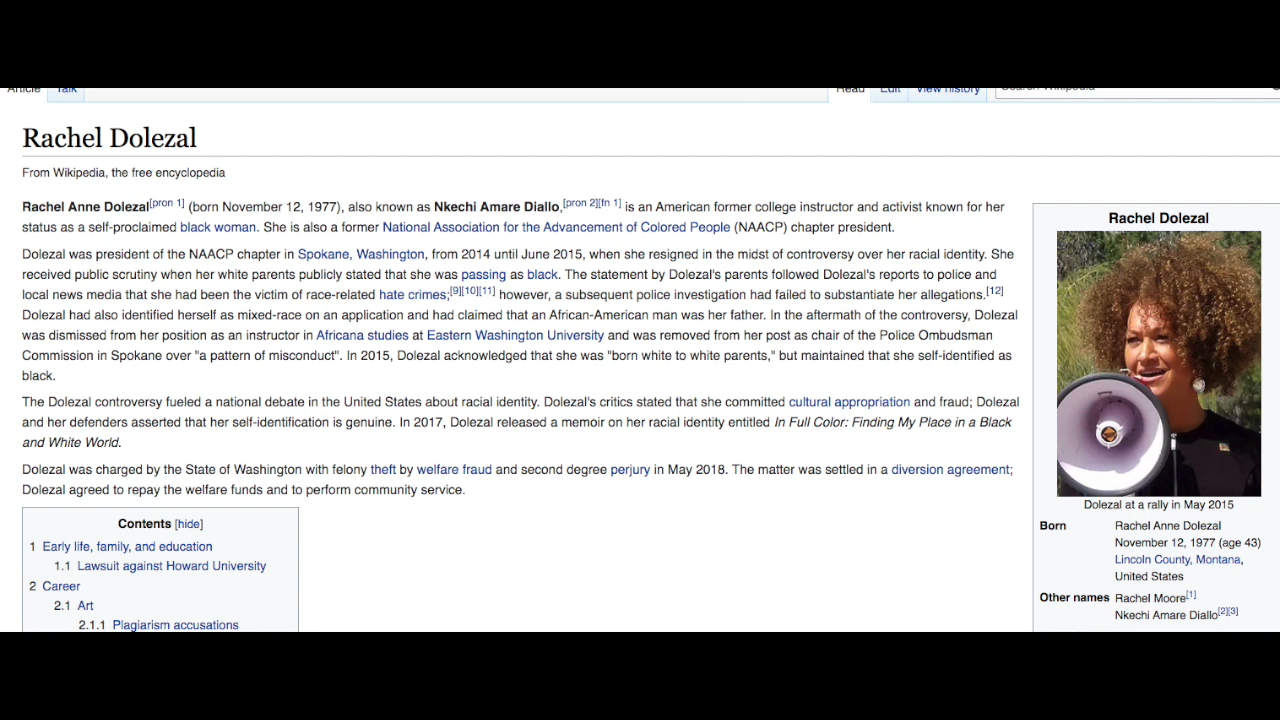 Article Talk Read Edit View history Search Wikipedia
Rachel Dolezal
From Wikipedia, the free encyclopedia
Rachel Anne Dolezal[pron 1] (born November 12, 1977), also known as Nkechi Amare Diallo,[pron 2][fn 1] is an American former college instructor and activist known for her
status as a self-proclaimed black woman. She is also a former National Association for the Advancement of Colored People (NAACP) chapter president.
Dolezal was president of the NAACP chapter in Spokane, Washington, from 2014 until June 2015, when she resigned in the midst of controversy over her racial identity. She
received public scrutiny when her white parents publicly stated that she was passing as black. The statement by Dolezal's parents followed Dolezal's reports to police and
local news media that she had been the victim of race-related hate crimes;[9][10][11] however, a subsequent police investigation had failed to substantiate her allegations.[12]
Dolezal had also identified herself as mixed-race on an application and had claimed that an African-American man was her father. In the aftermath of the controversy, Dolezal
was dismissed from her position as an instructor in Africana studies at Eastern Washington University and was removed from her post as chair of the Police Ombudsman
Commission in Spokane over "a pattern of misconduct". In 2015, Dolezal acknowledged that she was "born white to white parents," but maintained that she self-identified as
black.
The Dolezal controversy fueled a national debate in the United States about racial identity. Dolezal's critics stated that she committed cultural appropriation and fraud; Dolezal
and her defenders asserted that her self-identification is genuine. In 2017, Dolezal released a memoir on her racial identity entitled In Full Color: Finding My Place in a Black
and White World.
Dolezal was charged by the State of Washington with felony theft by welfare fraud and second degree perjury in May 2018. The matter was settled in a diversion agreement;
Dolezal agreed to repay the welfare funds and to perform community service.
Contents [hide]
1 Early life, family, and education
1.1 Lawsuit against Howard University
2 Career
2.1 Art
2.1.1 Plagiarism accusations
Rachel Dolezal
Dolezal at a rally in May 2015
Born Rachel Anne Dolezal
November 12, 1977 (age 43)
Lincoln County, Montana,
United States
Other names Rachel Moore[1]
Nkechi Amare Diallo[2][3]